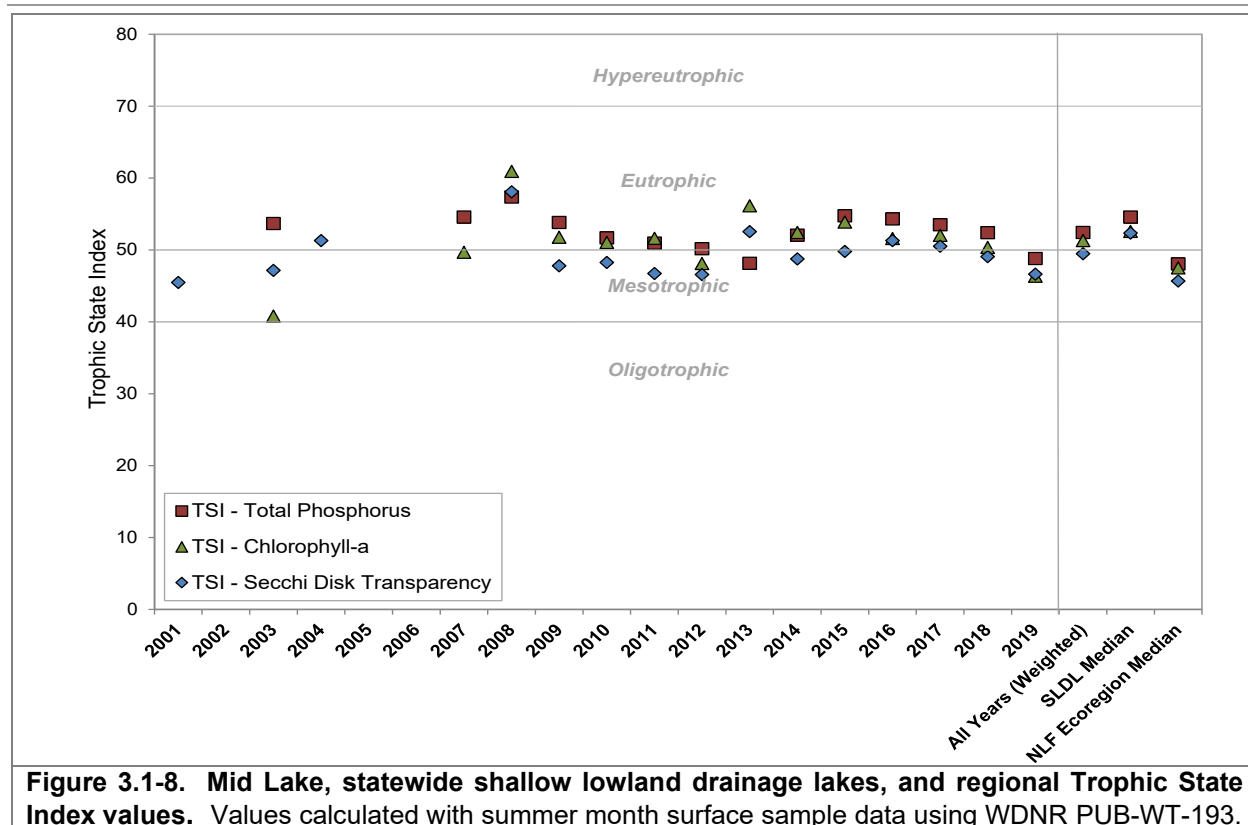 80
70
60
50
40
30
20
10
0
Trophic State Index
Hypereutrophic
Eutrophic
Mesotrophic
Oligotrophic
TSI - Total Phosphorus
TSI - Chlorophyll-a
TSI - Secchi Disk Transparency
2001
2002
2003
2004
2005
2006
2007
2008
2009
2010
2011
2012
2013
2014
2015
2016
2017
2018
2019
All Years (Weighted)
SLDL Median
NLF Ecoregion Median
Figure 3.1-8. Mid Lake, statewide shallow lowland drainage lakes, and regional Trophic State
Index values. Values calculated with summer month surface sample data using WDNR PUB-WT-193.